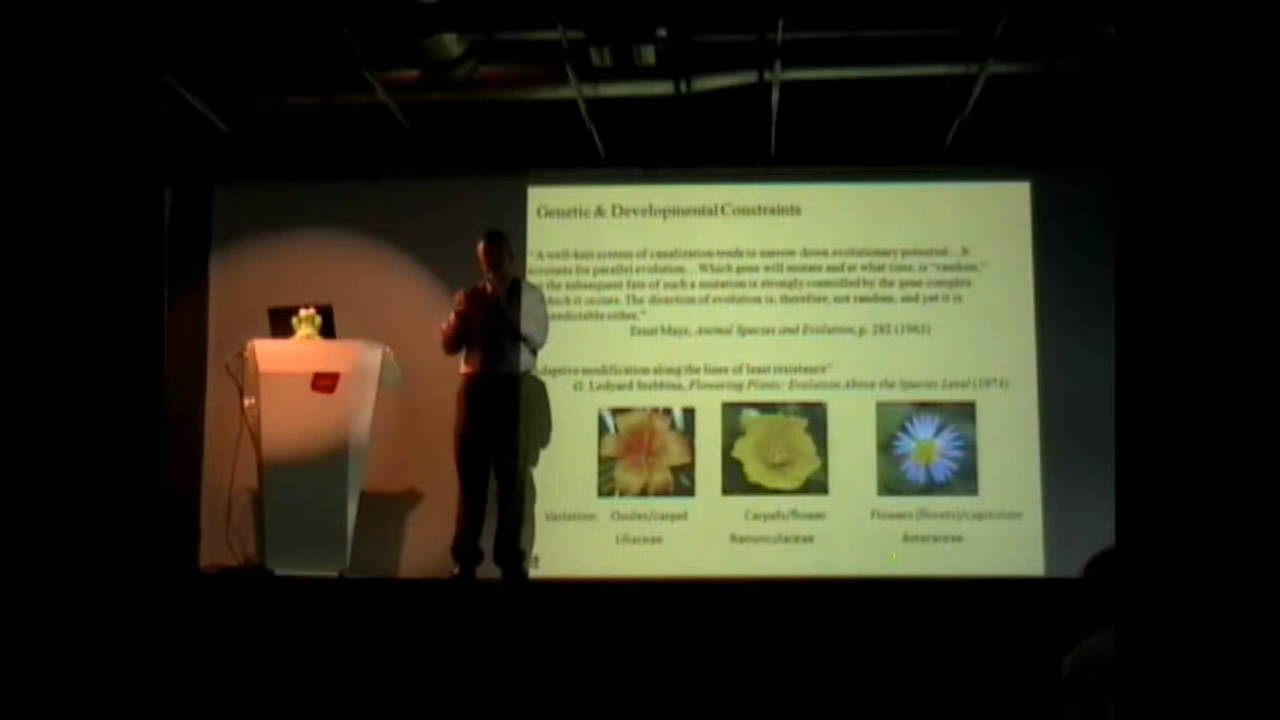 Genetic & Developmental Constraints
"A well-knit system of canalization tends to narrow down evolutionary potential... It
accounts for parallel evolution... Which gene will mutate and at what time, is "random,"
the subsequent fate of such a mutation is strongly controlled by the gene complex
which it occurs. The direction of evolution is, therefore, not random, and yet it is
predictable either."
Ernst Mayr, Animal Species and Evolution, p. 282 (1963)
adaptive modification along the lines of least resistance"
G. Ledyard Stebbins, Flowering Plants: Evolution Above the Species Level (1974)
Variation: Ovules/carpel Carpels/flower Flowers (florets)/capitulum
Liliaceae Ranunculaceae Asteraceae